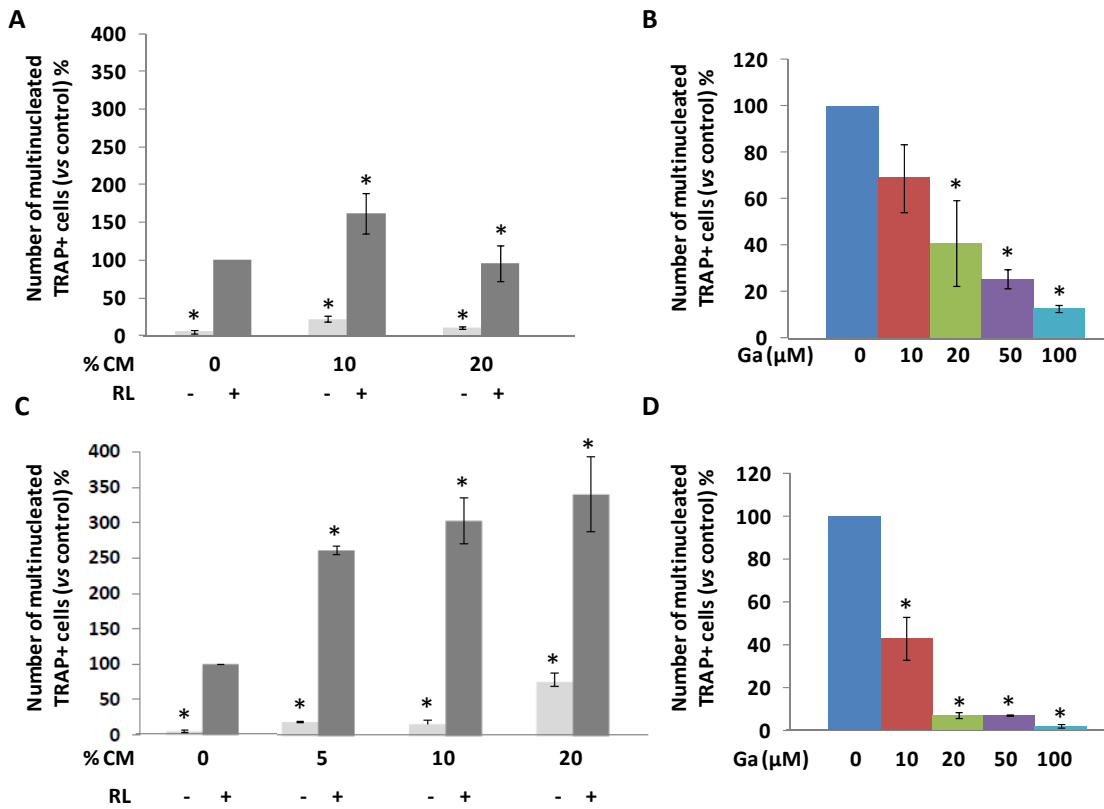 A
Number of multinucleated
TRAP+ cells (vs control) %
400
350
300
250
200
150
100
50
0
*
*
*
*
*
% CM 0 10 20
RL - + - + - +
B
Number of multinucleated
TRAP+ cells (vs control) %
120
100
80
60
40
20
0
*
*
*
Ga (µM) 0 10 20 50 100
C
Number of multinucleated
TRAP+ cells (vs control) %
400
350
300
250
200
150
100
50
0
*
*
*
*
*
*
*
% CM 0 5 10 20
RL - + - + - + - +
D
Number of multinucleated
TRAP+ cells (vs control) %
120
100
80
60
40
20
0
*
*
*
*
Ga (µM) 0 10 20 50 100